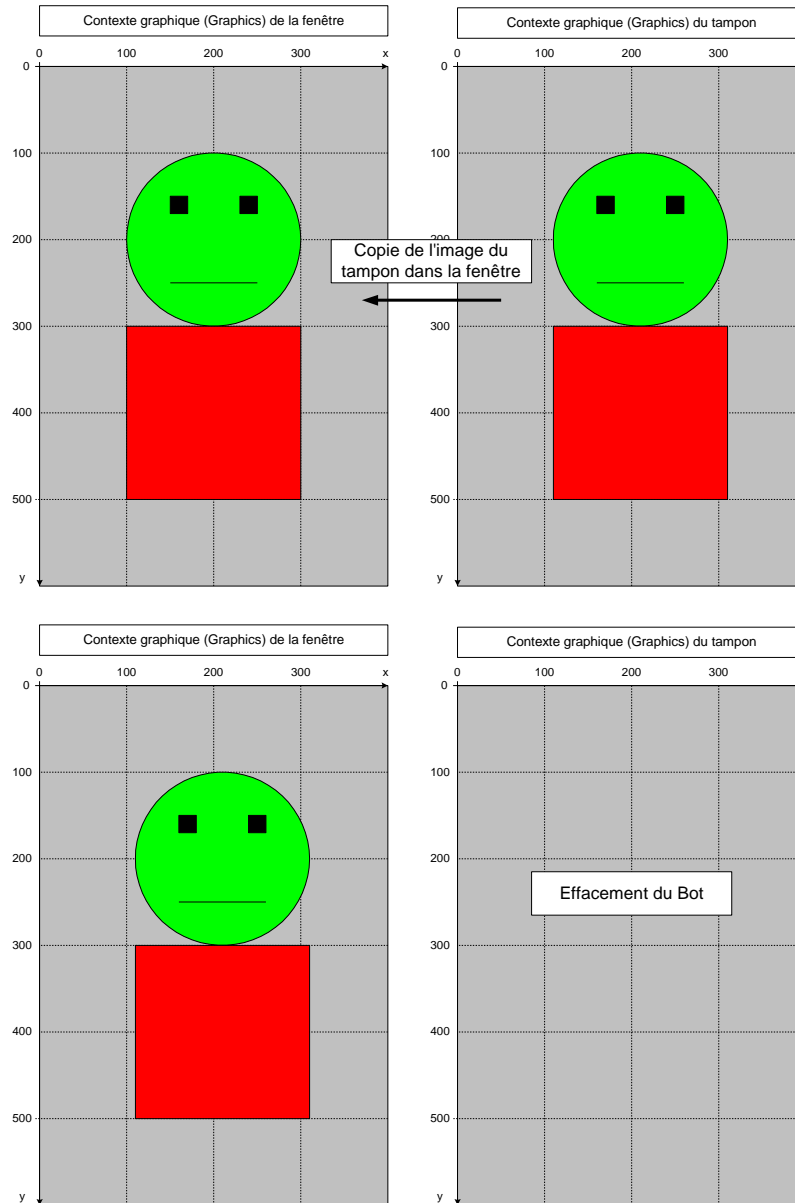 Contexte graphique (Graphics) de la fenêtre
Contexte graphique (Graphics) du tampon
0 100 200 300 x
0 100 200 300
0
0
100
100
200
200
Copie de l'image du
tampon dans la fenêtre
300
300
400
400
500
500
y
y
Contexte graphique (Graphics) de la fenêtre
Contexte graphique (Graphics) du tampon
0 100 200 300 x
0 100 200 300
0
0
100
100
200
200
Effacement du Bot
300
300
400
400
500
500
y
y